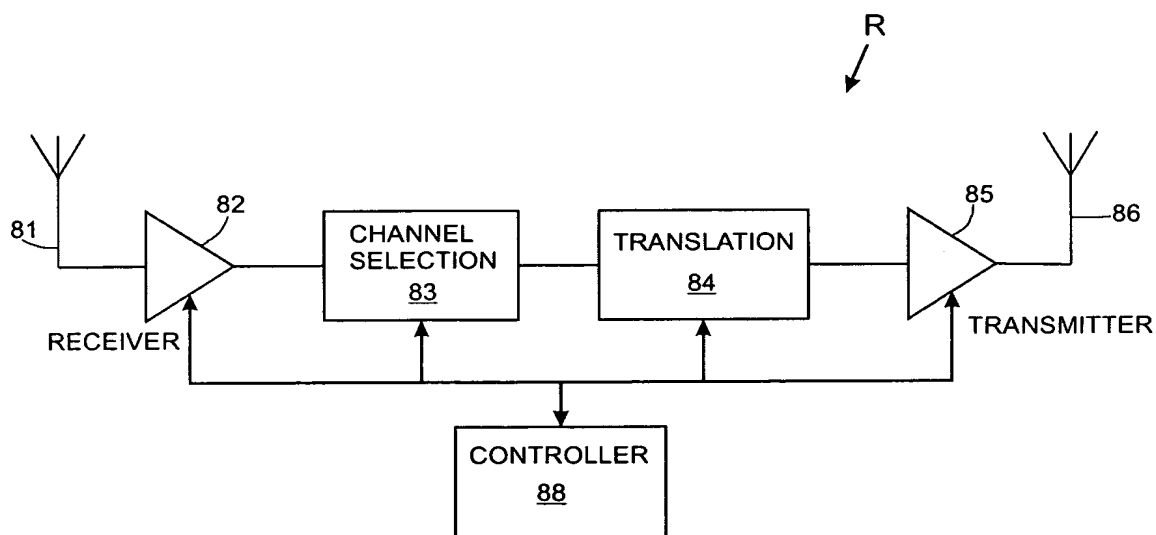 R
81
82
CHANNEL
SELECTION
83
TRANSLATION
84
85
86
RECEIVER
TRANSMITTER
CONTROLLER
88